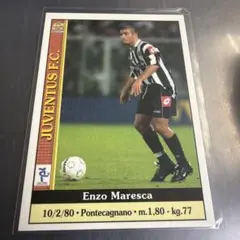 JUVENTUS F.C.
Enzo Maresca
10/2/80 • Pontecagnano • m.1,80 - kg.77